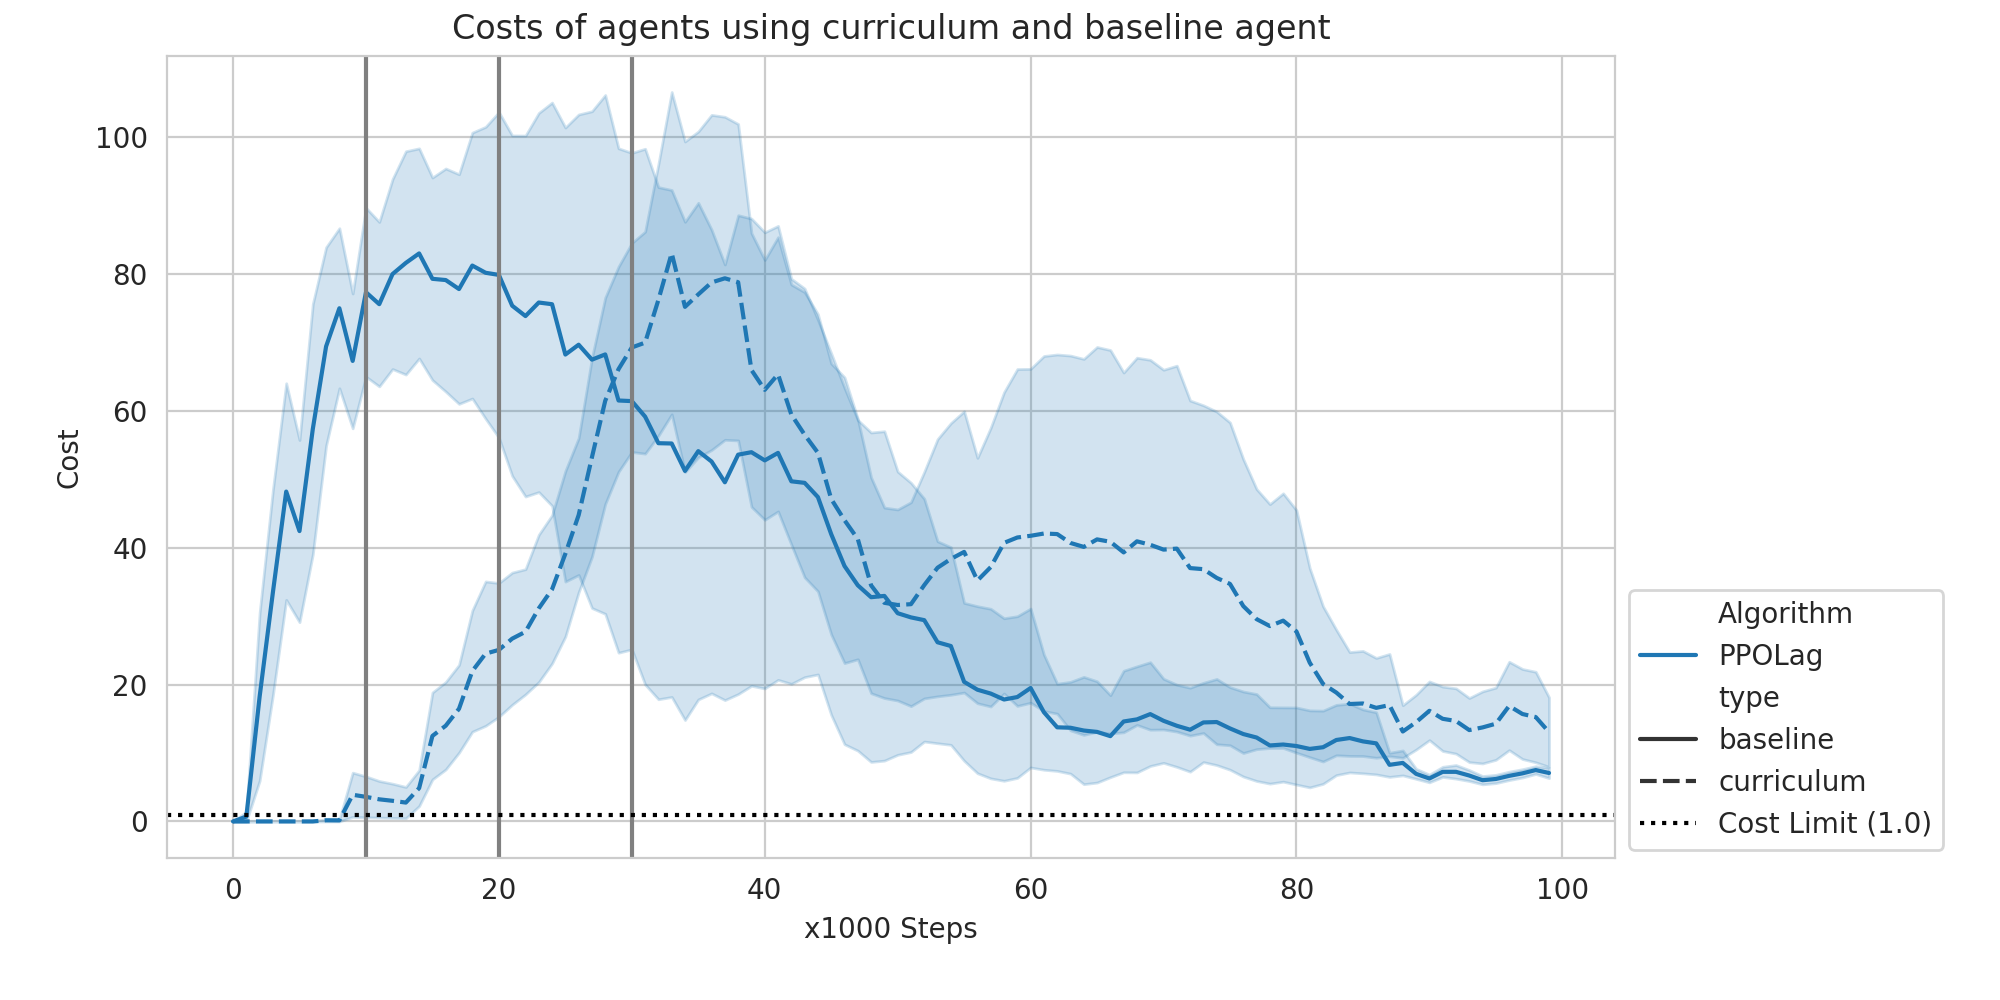 Costs of agents using curriculum and baseline agent
Cost
100
80
60
40
20
0
0 20 40 60 80 100
x1000 Steps
Algorithm
PPOLag
type
baseline
curriculum
Cost Limit (1.0)